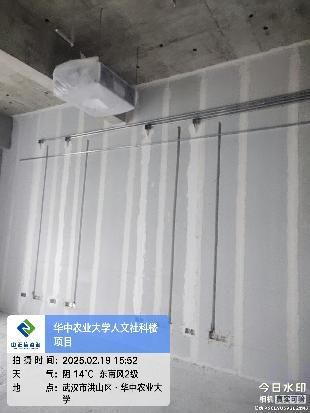 华中农业大学人文社科楼
项目
拍摄时间：2025.02.19 15:52
天气：阴 14℃ 东南风2级
地点：武汉市洪山区·华中农业大
学
今日水印
相机